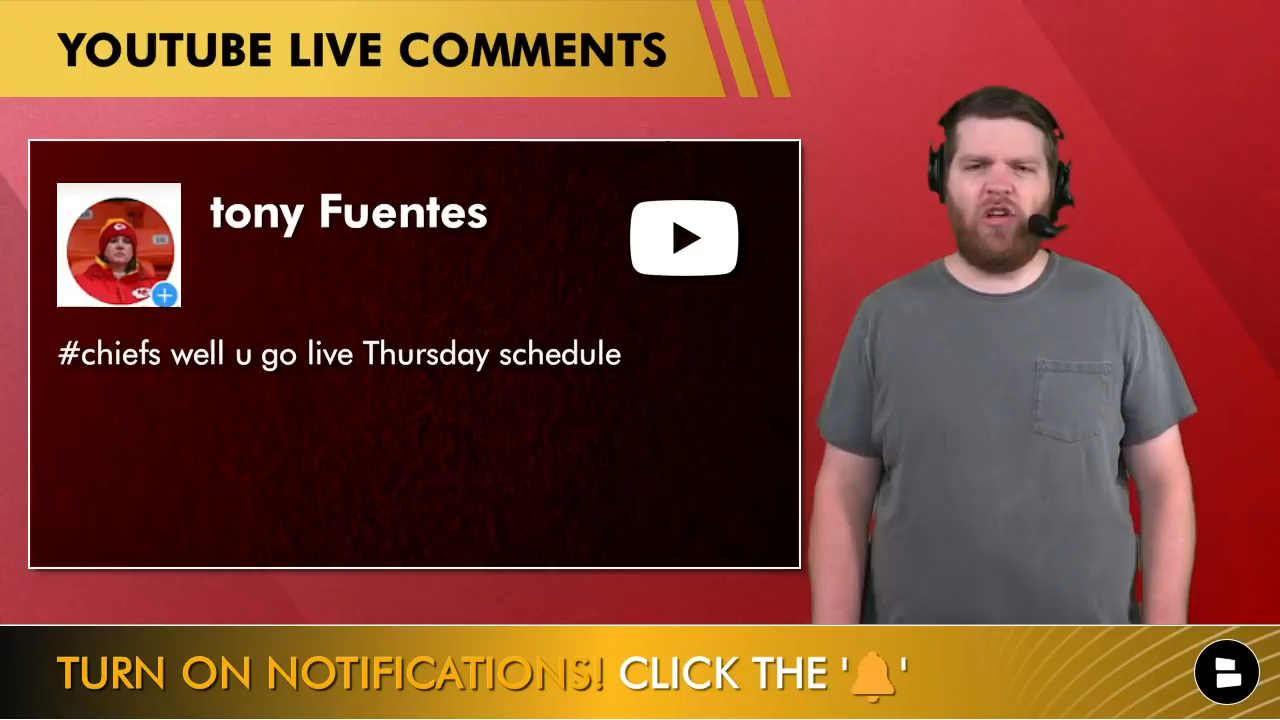 YOUTUBE LIVE COMMENTS
tony Fuentes
#chiefs well u go live Thursday schedule
TURN ON NOTIFICATIONS! CLICK THE '🔔'